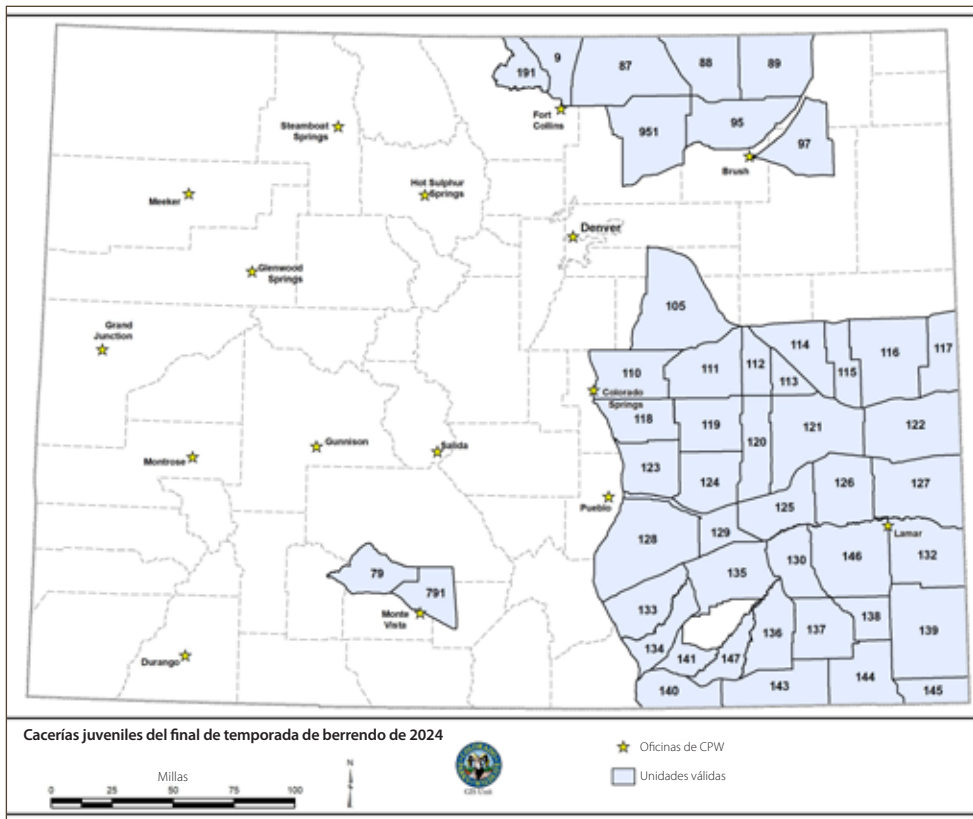 9
87
88
89
191
Fort
Collins
951
95
97
Brush
Steamboat
Springs
Hot Sulphur
Springs
Meeker
Denver
Glenwood
Springs
Grand
Junction
105
114
116
117
110
111
112
113
115
Colorado
Springs
118
119
120
121
122
Gunnison
Salida
Montrose
123
124
125
126
127
Pueblo
128
129
130
146
Lamar
132
79
791
Monte
Vista
135
133
134
136
137
138
139
141
147
Durango
140
143
144
145
Cacerías juveniles del final de temporada de berrendo de 2024
Millas
0 25 50 75 100
N
GIS Unit
Oficinas de CPW
Unidades válidas